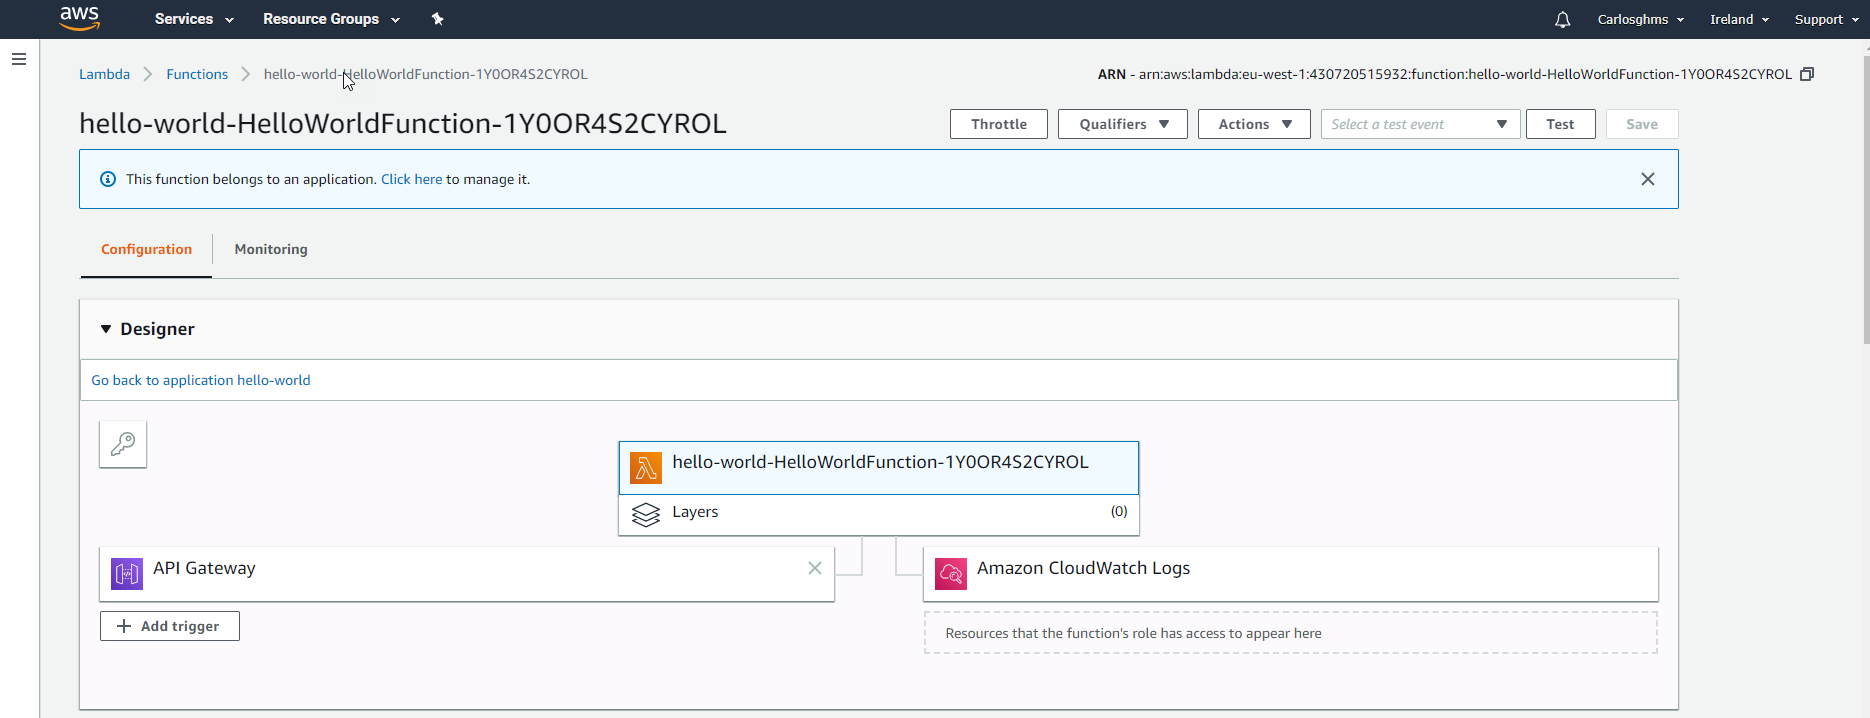 aws Services Resource Groups Carlosghms Ireland Support
Lambda Functions hello-world-HelloWorldFunction-1Y0OR4S2CYROL ARN - arn:aws:lambda:eu-west-1:430720515932:function:hello-world-HelloWorldFunction-1Y0OR4S2CYROL
hello-world-HelloWorldFunction-1Y0OR4S2CYROL Throttle Qualifiers Actions Select a test event Test Save
This function belongs to an application. Click here to manage it.
Configuration Monitoring
Designer
Go back to application hello-world
hello-world-HelloWorldFunction-1Y0OR4S2CYROL
Layers (0)
API Gateway Amazon CloudWatch Logs
Add trigger Resources that the function's role has access to appear here